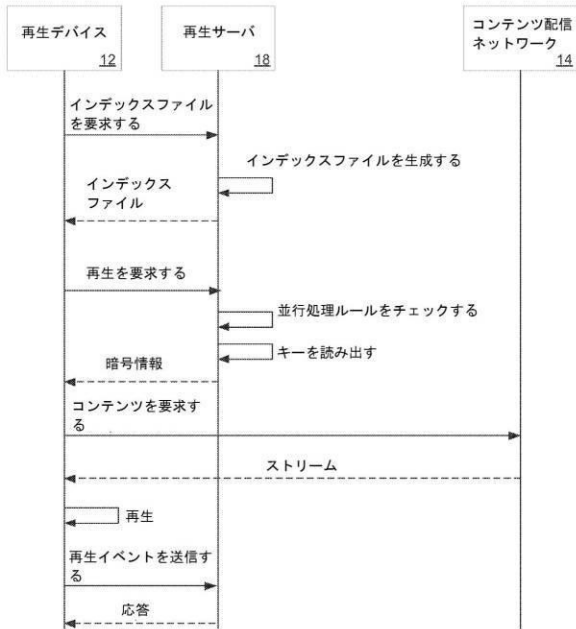 再生デバイス
12
再生サーバ
18
コンテンツ配信
ネットワーク
14
インデックスファイル
を要求する
インデックスファイルを生成する
インデックス
ファイル
再生を要求する
並行処理ルールをチェックする
キーを読み出す
暗号情報
コンテンツを要求す
る
ストリーム
再生
再生イベントを送信す
る
応答